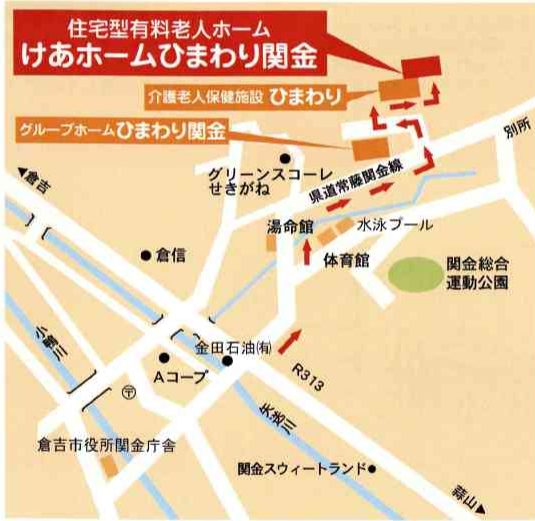 住宅型有料老人ホーム
けあホームひまわり関金
介護老人保健施設 ひまわり
グループホームひまわり関金
別所
◀倉吉
グリーンスコーレ
せきがね
県道常藤関金線
湯命館
水泳プール
倉信
体育館
関金総合
運動公園
小鴨川
金田石油㈲
Aコープ
R313
〒
矢送川
倉吉市役所関金庁舎
関金スウィートランド
蒜山▶